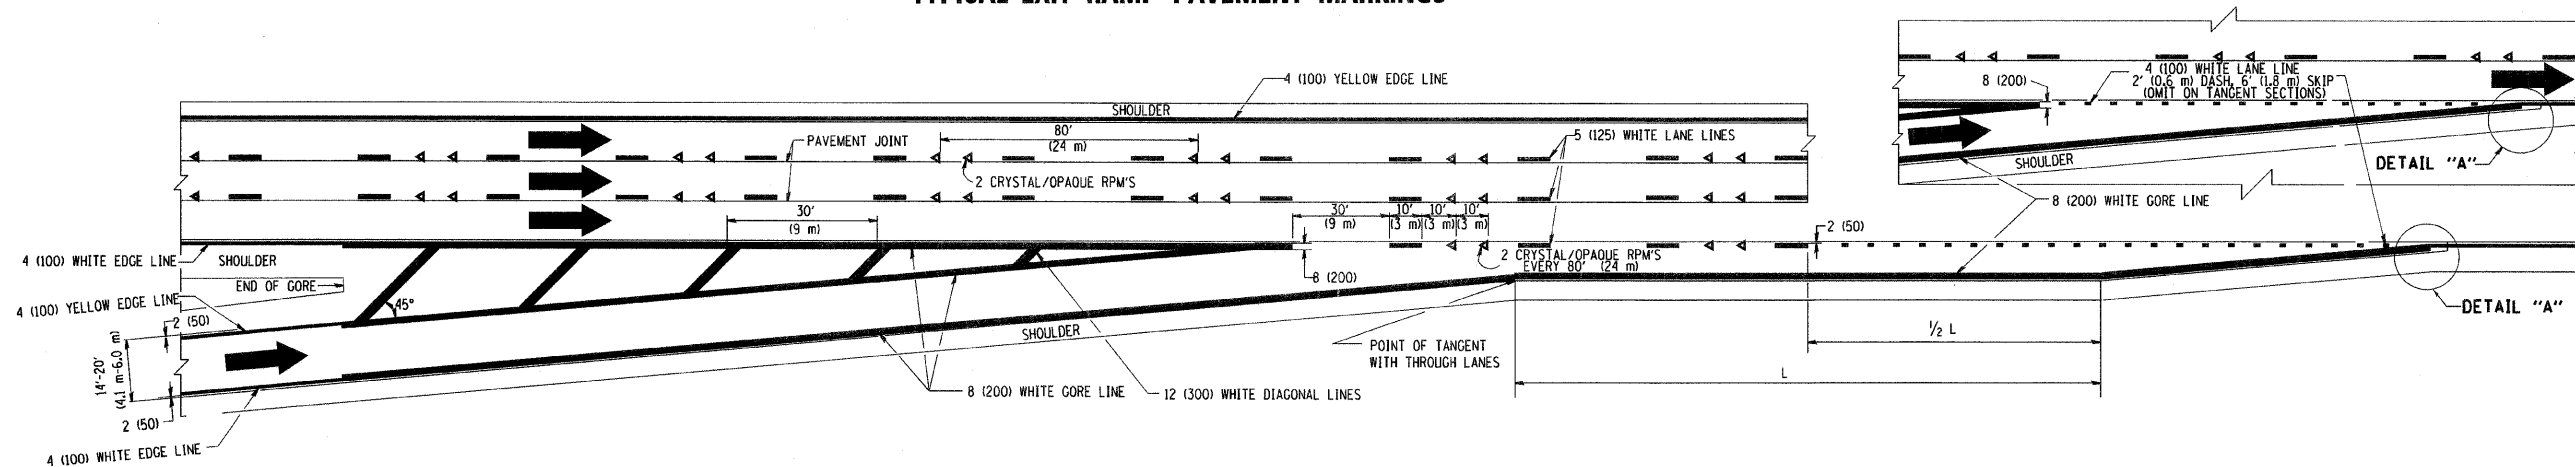 4 (100) YELLOW EDGE LINE
SHOULDER
80'
(24 m)
PAVEMENT JOINT
5 (125) WHITE LANE LINES
2 CRYSTAL/OPAQUE RPM'S
30'
(9 m)
30'
(9 m)
10'
(3 m)
10'
(3 m)
10'
(3 m)
4 (100) WHITE EDGE LINE
SHOULDER
END OF GORE
4 (100) YELLOW EDGE LINE
2 (50)
45°
14'-20'
(4.1 m-6.0 m)
2 (50)
4 (100) WHITE EDGE LINE
8 (200)
2 CRYSTAL/OPAQUE RPM'S
EVERY 80' (24 m)
SHOULDER
8 (200) WHITE GORE LINE
12 (300) WHITE DIAGONAL LINES
POINT OF TANGENT
WITH THROUGH LANES
1/2 L
L
2 (50)
8 (200)
4 (100) WHITE LANE LINE
2' (0.6 m) DASH, 6' (1.8 m) SKIP
(OMIT ON TANGENT SECTIONS)
SHOULDER
DETAIL "A"
8 (200) WHITE GORE LINE
DETAIL "A"